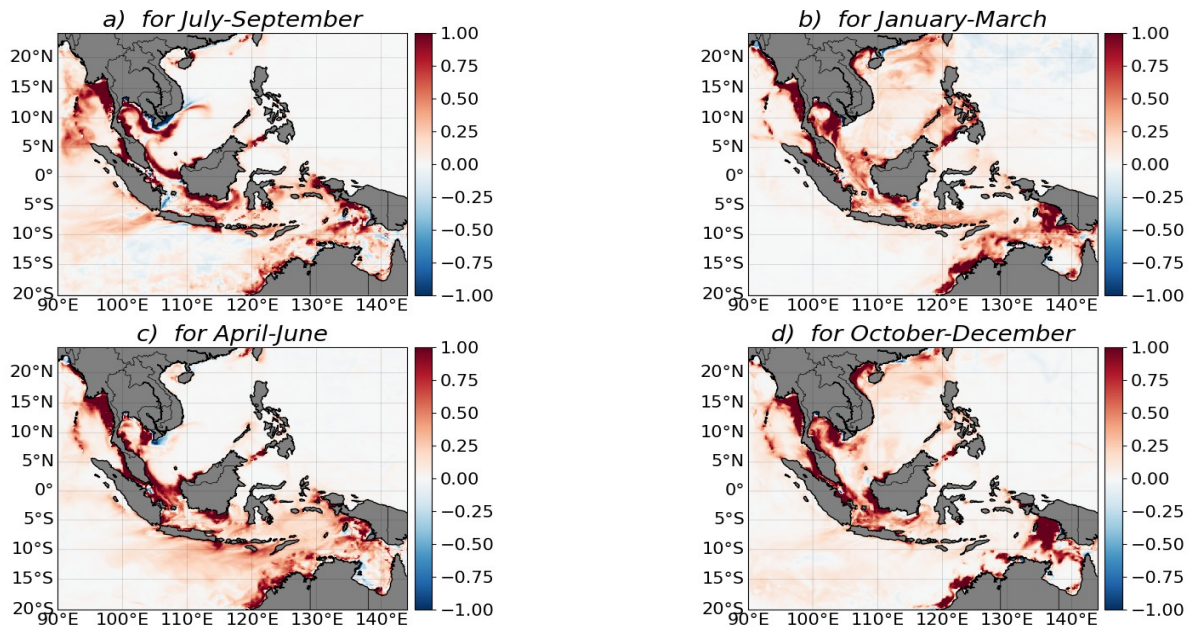 a)  for July-September
20°N
15°N
10°N
5°N
0°
5°S
10°S
15°S
20°S
90°E 100°E 110°E 120°E 130°E 140°E
1.00
0.75
0.50
0.25
0.00
−0.25
−0.50
−0.75
−1.00
b)  for January-March
20°N
15°N
10°N
5°N
0°
5°S
10°S
15°S
20°S
90°E 100°E 110°E 120°E 130°E 140°E
1.00
0.75
0.50
0.25
0.00
−0.25
−0.50
−0.75
−1.00
c)  for April-June
20°N
15°N
10°N
5°N
0°
5°S
10°S
15°S
20°S
90°E 100°E 110°E 120°E 130°E 140°E
1.00
0.75
0.50
0.25
0.00
−0.25
−0.50
−0.75
−1.00
d)  for October-December
20°N
15°N
10°N
5°N
0°
5°S
10°S
15°S
20°S
90°E 100°E 110°E 120°E 130°E 140°E
1.00
0.75
0.50
0.25
0.00
−0.25
−0.50
−0.75
−1.00